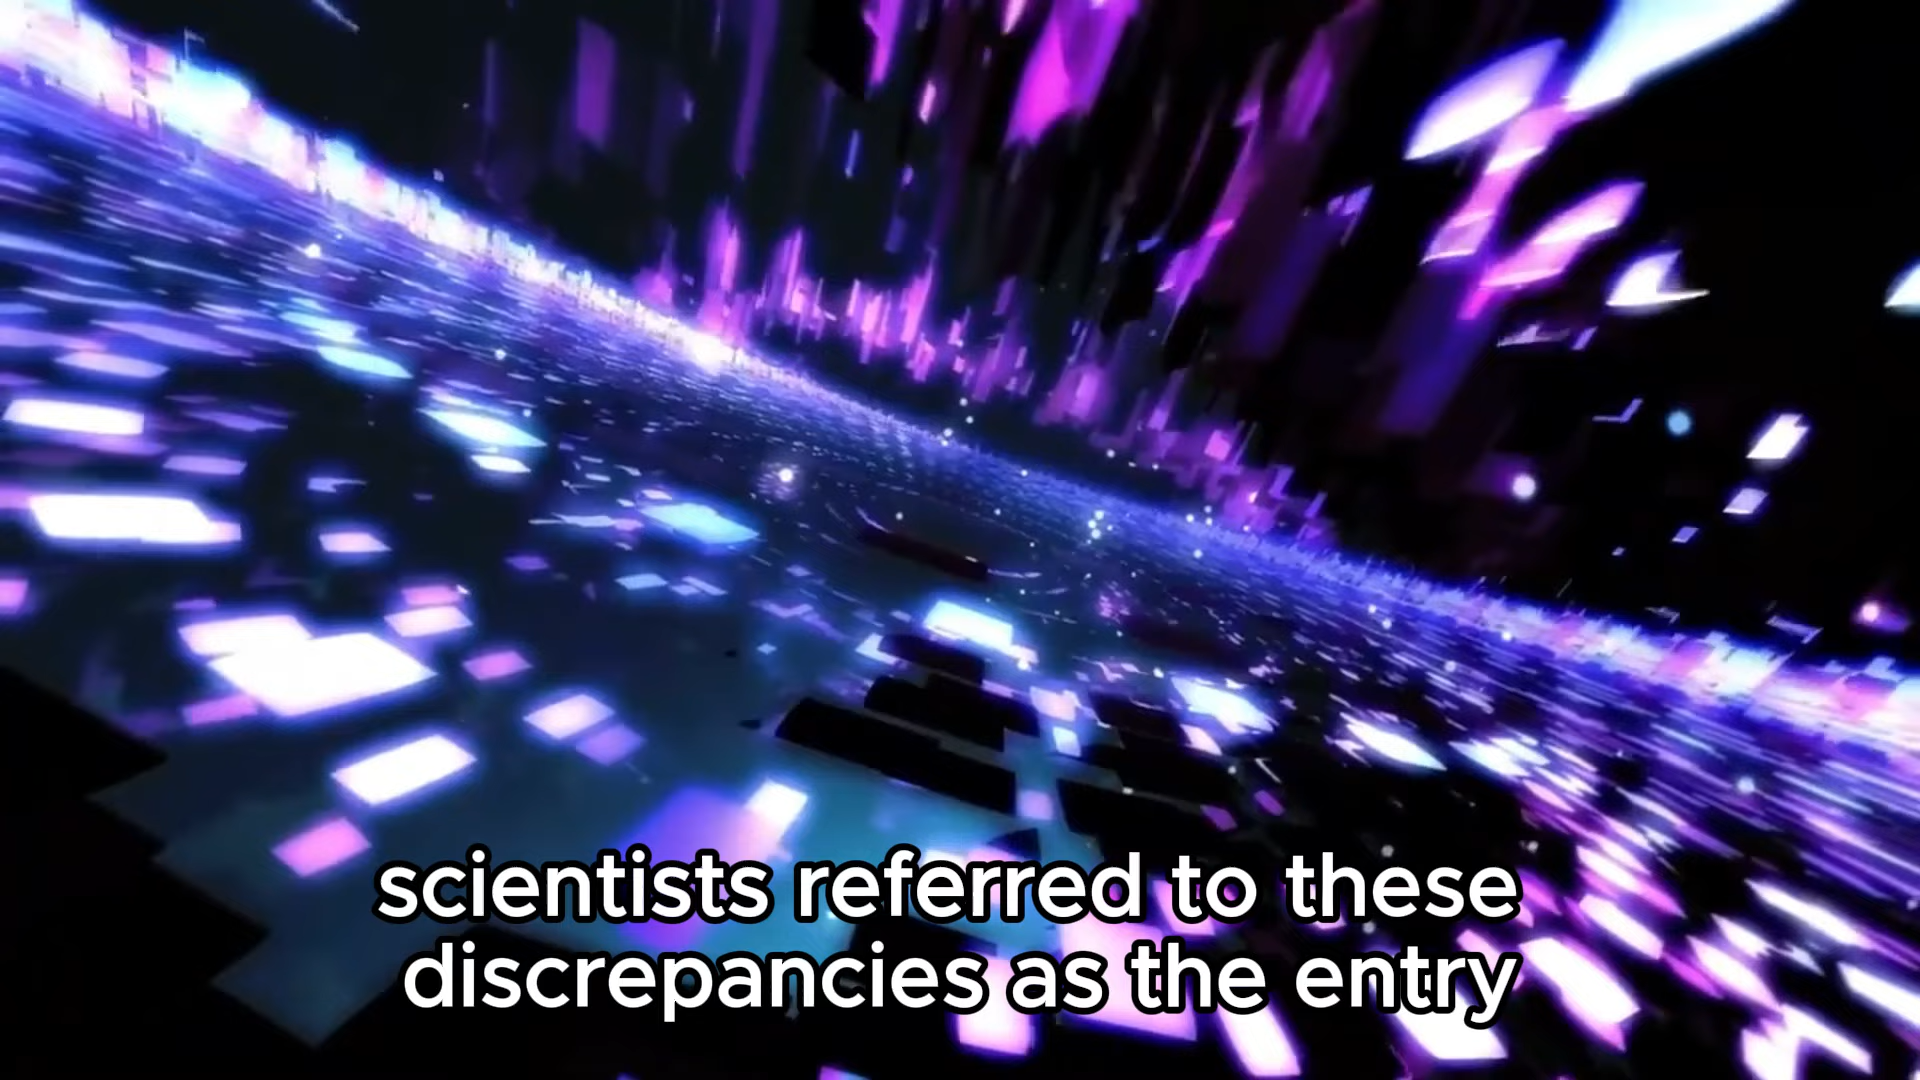 scientists referred to these
discrepancies as the entry